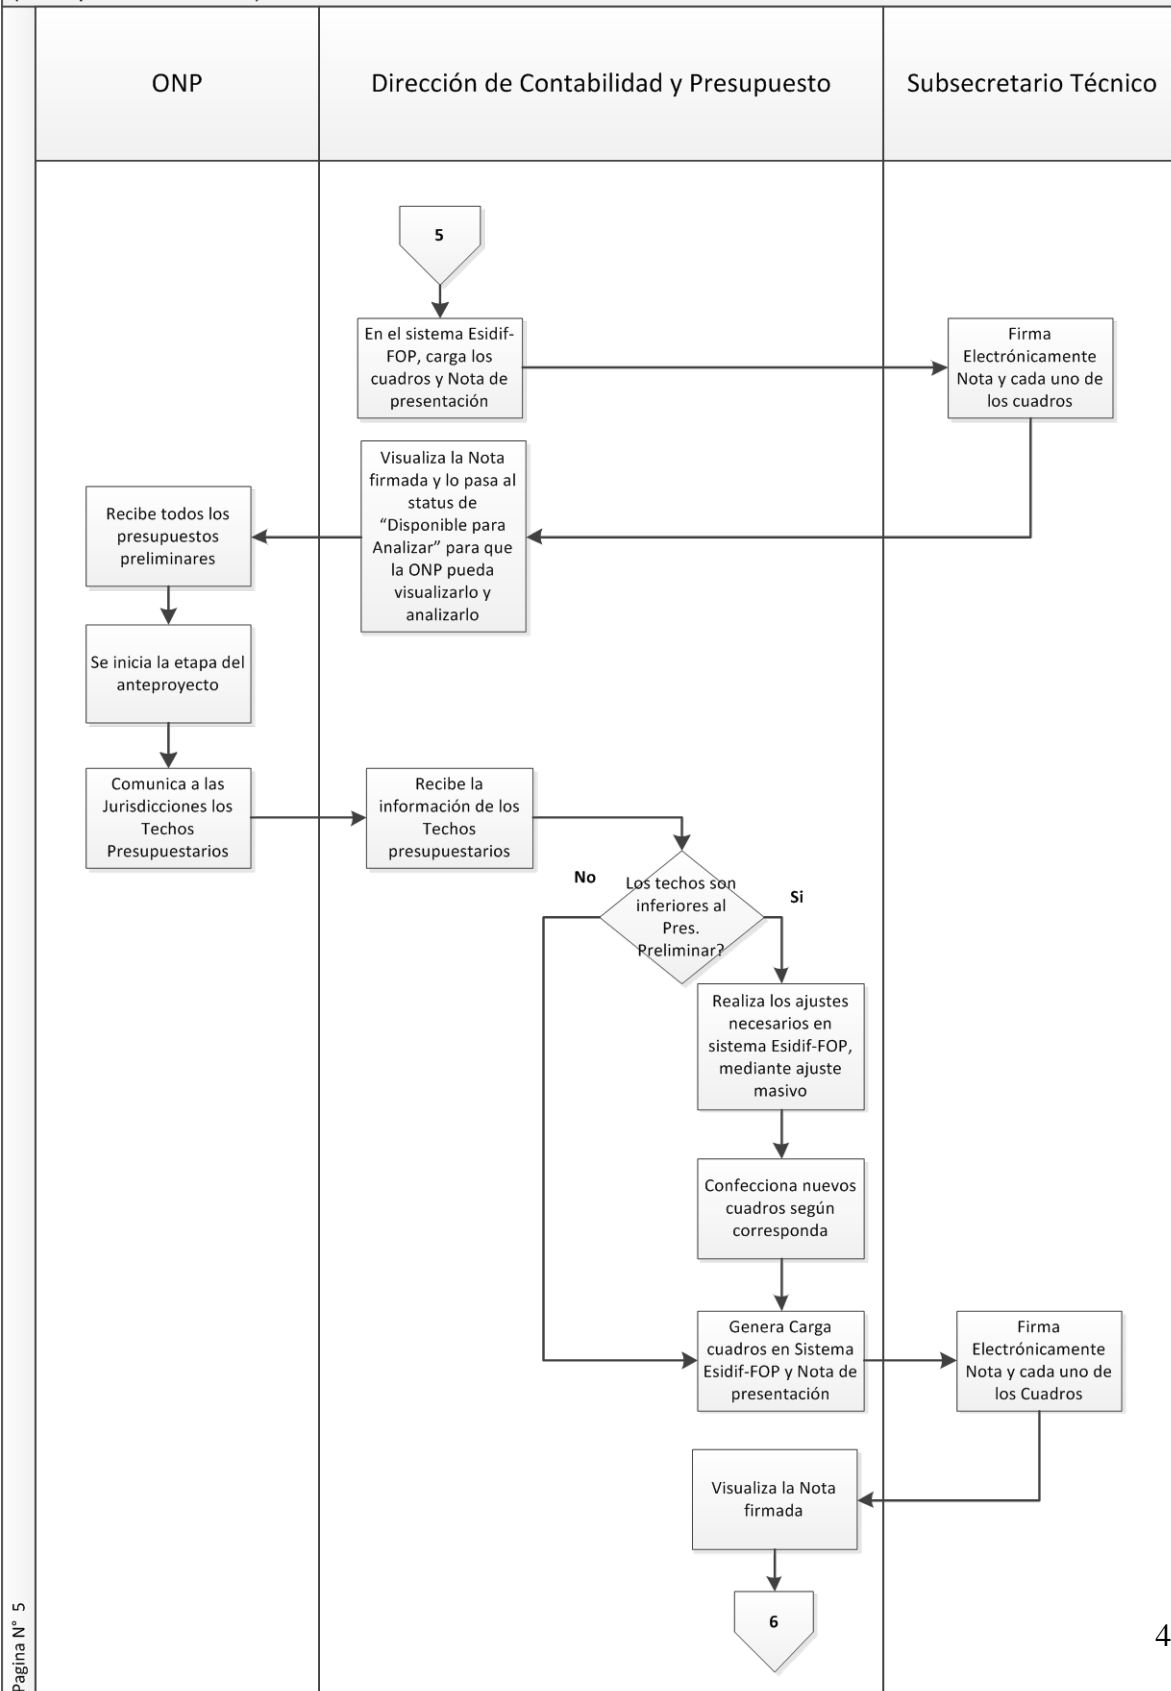 ONP
Dirección de Contabilidad y Presupuesto
Subsecretario Técnico
5
En el sistema Esidif-
FOP, carga los
cuadros y Nota de
presentación
Firma
Electrónicamente
Nota y cada uno de
los cuadros
Visualiza la Nota
firmada y lo pasa al
status de
“Disponible para
Analizar” para que
la ONP pueda
visualizarlo y
analizarlo
Recibe todos los
presupuestos
preliminares
Se inicia la etapa del
anteproyecto
Comunica a las
Jurisdicciones los
Techos
Presupuestarios
Recibe la
información de los
Techos
presupuestarios
No
Los techos son
inferiores al
Pres.
Preliminar?
Si
Realiza los ajustes
necesarios en
sistema Esidif-FOP,
mediante ajuste
masivo
Confecciona nuevos
cuadros según
corresponda
Genera Carga
cuadros en Sistema
Esidif-FOP y Nota de
presentación
Firma
Electrónicamente
Nota y cada uno de
los Cuadros
Visualiza la Nota
firmada
6
Pagina N° 5
4